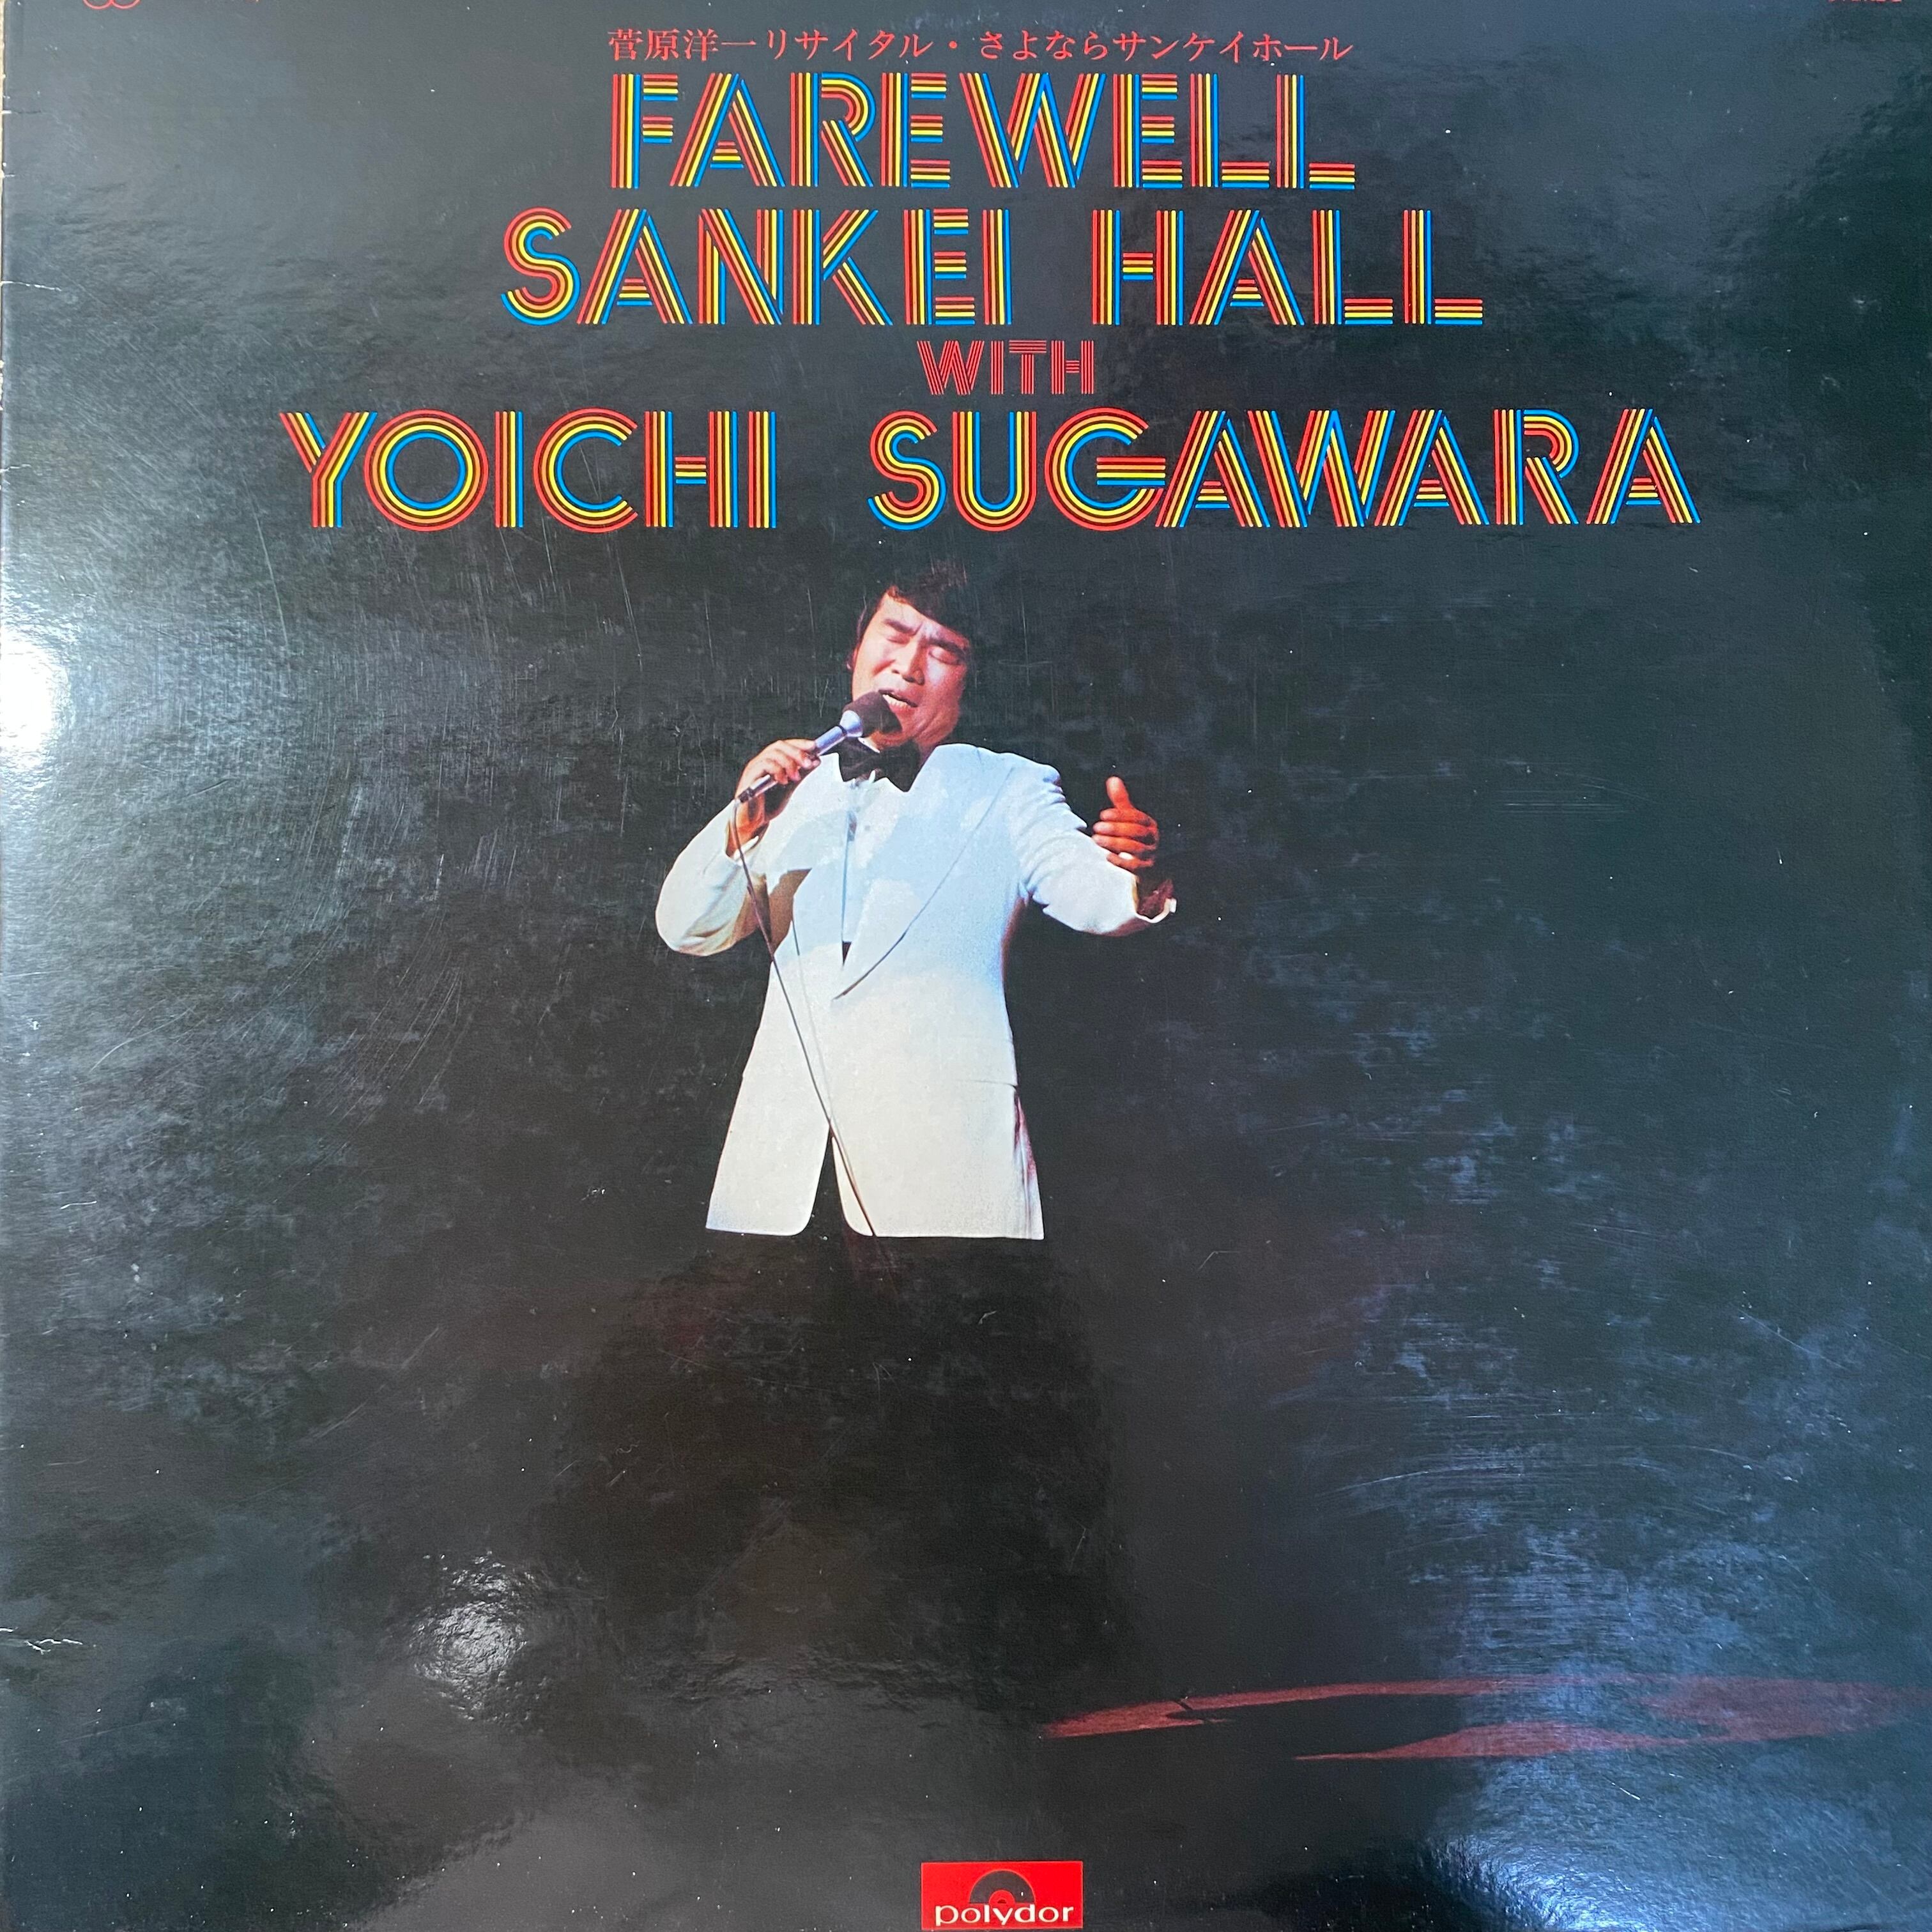 菅原洋一リサイタル・さよならサンケイホール
FAREWELL
SANKEI HALL
WITH
YOICHI SUGAWARA
polydor